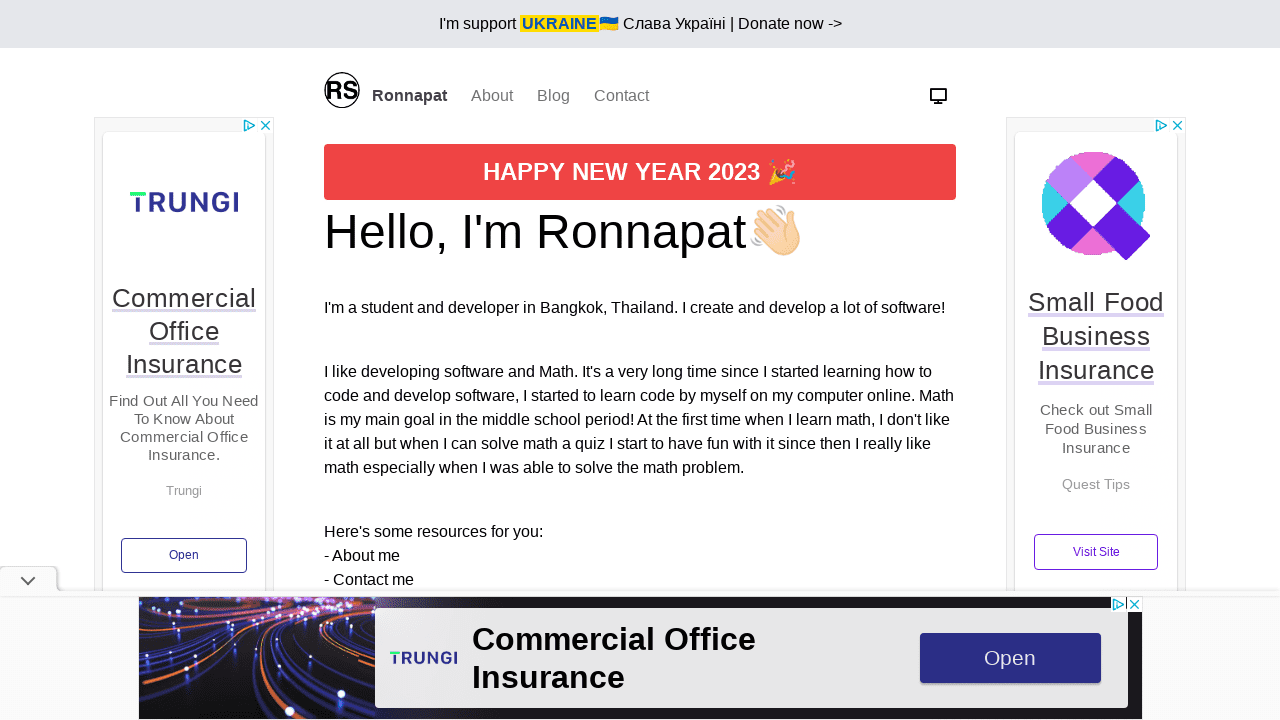 I'm support UKRAINE🇺🇦 Слава Україні | Donate now ->
RS
Ronnapat About Blog Contact
HAPPY NEW YEAR 2023 🎉
Hello, I'm Ronnapat👋🏻
I'm a student and developer in Bangkok, Thailand. I create and develop a lot of software!
I like developing software and Math. It's a very long time since I started learning how to
code and develop software, I started to learn code by myself on my computer online. Math
is my main goal in the middle school period! At the first time when I learn math, I don't like
it at all but when I can solve math a quiz I start to have fun with it since then I really like
math especially when I was able to solve the math problem.
Here's some resources for you:
- About me
- Contact me
TRUNGI
Commercial
Office
Insurance
Find Out All You Need
To Know About
Commercial Office
Insurance.
Trungi
Open
Small Food
Business
Insurance
Check out Small
Food Business
Insurance
Quest Tips
Visit Site
TRUNGI
Commercial Office
Insurance
Open